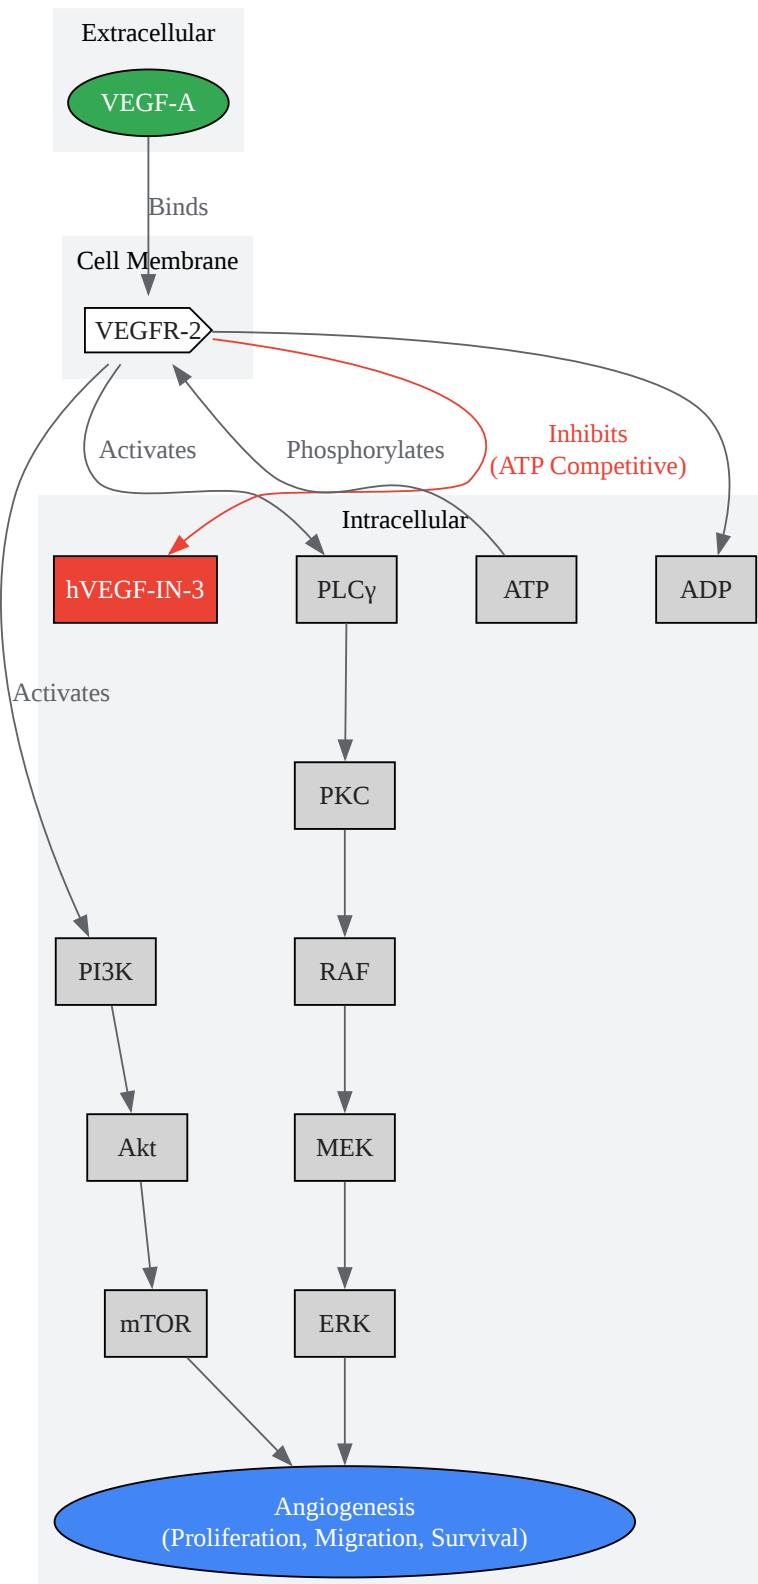 Extracellular
VEGF-A
Binds
Cell Membrane
VEGFR-2
Activates
Phosphorylates
Inhibits
(ATP Competitive)
Intracellular
hVEGF-IN-3
PLCγ
ATP
ADP
Activates
PKC
PI3K
RAF
Akt
MEK
mTOR
ERK
Angiogenesis
(Proliferation, Migration, Survival)